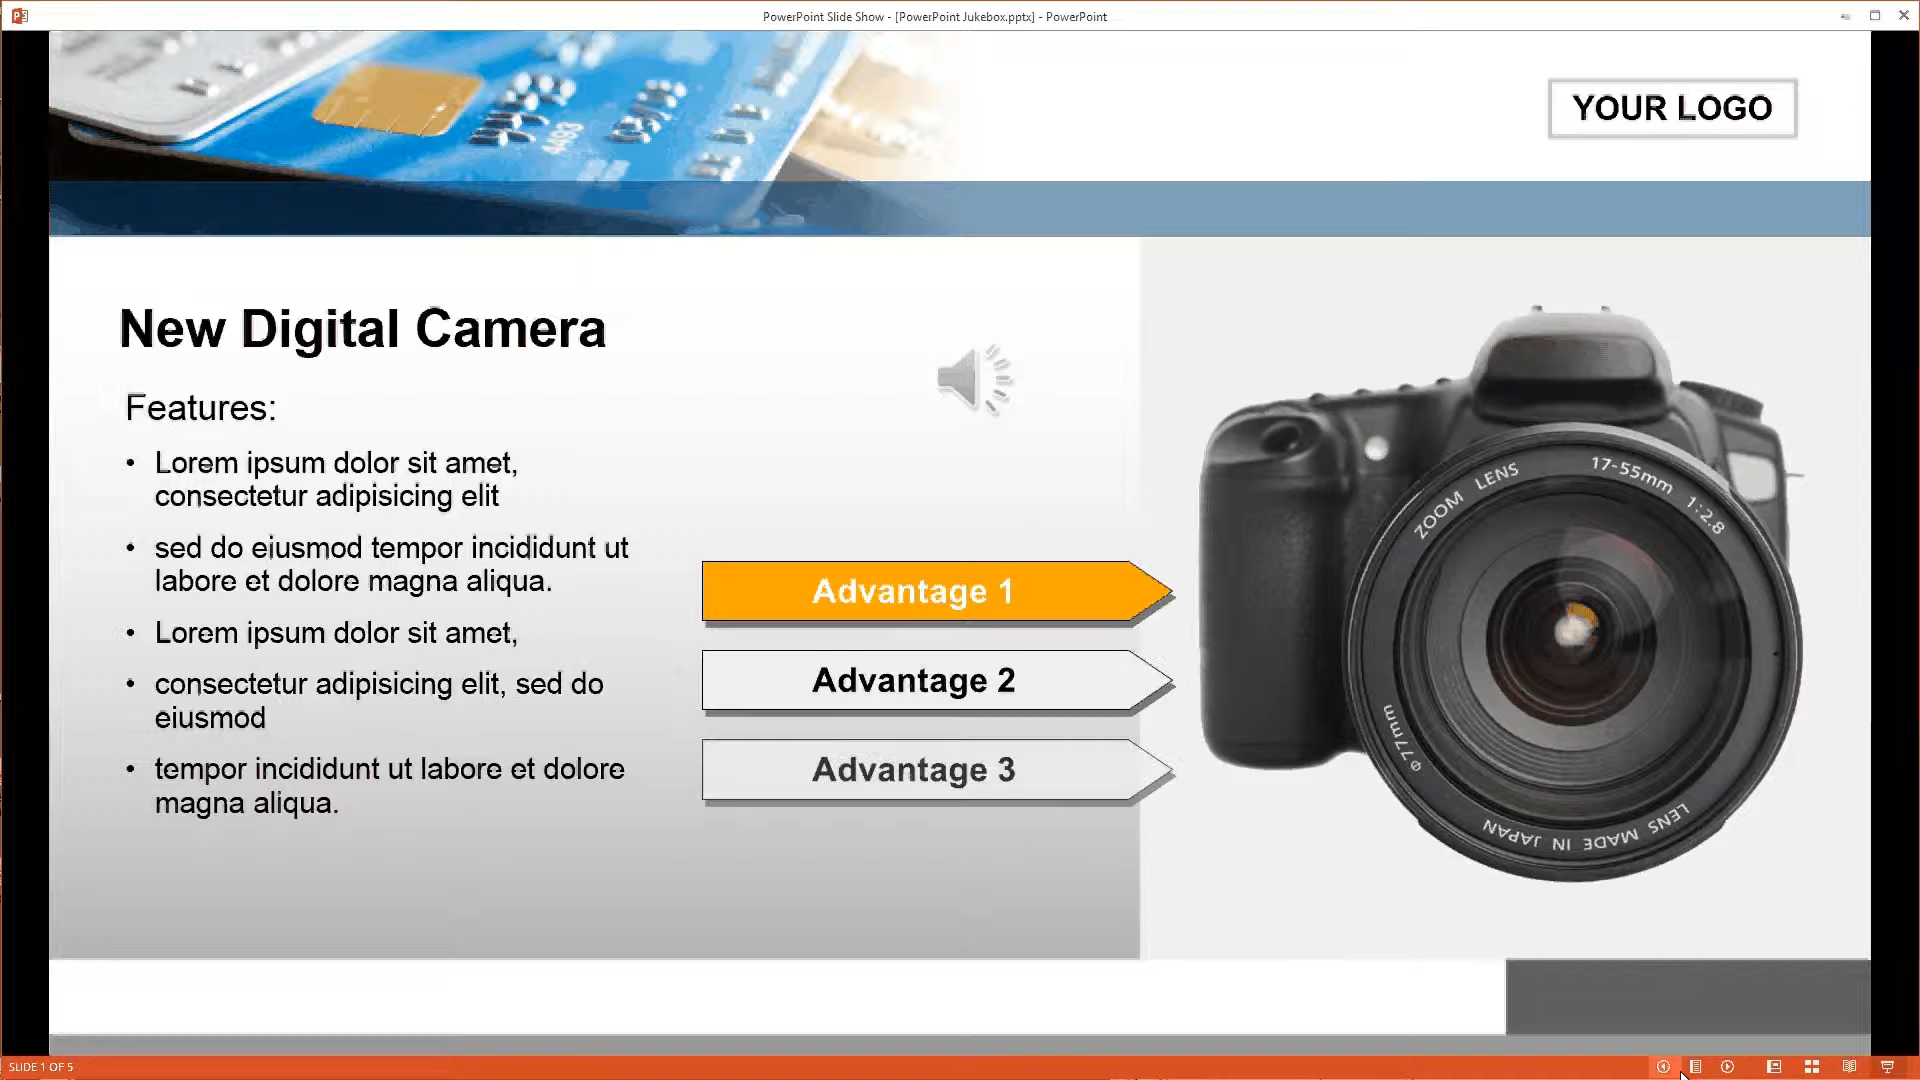 PowerPoint Slide Show - [PowerPoint Jukebox.pptx] - PowerPoint
YOUR LOGO
4493
New Digital Camera
Features:
• Lorem ipsum dolor sit amet,
consectetur adipisicing elit
• sed do eiusmod tempor incididunt ut
labore et dolore magna aliqua.
• Lorem ipsum dolor sit amet,
• consectetur adipisicing elit, sed do
eiusmod
• tempor incididunt ut labore et dolore
magna aliqua.
Advantage 1
Advantage 2
Advantage 3
ZOOM LENS 17-55mm 1:2.8
φ77mm
LENS MADE IN JAPAN
SLIDE 1 OF 5